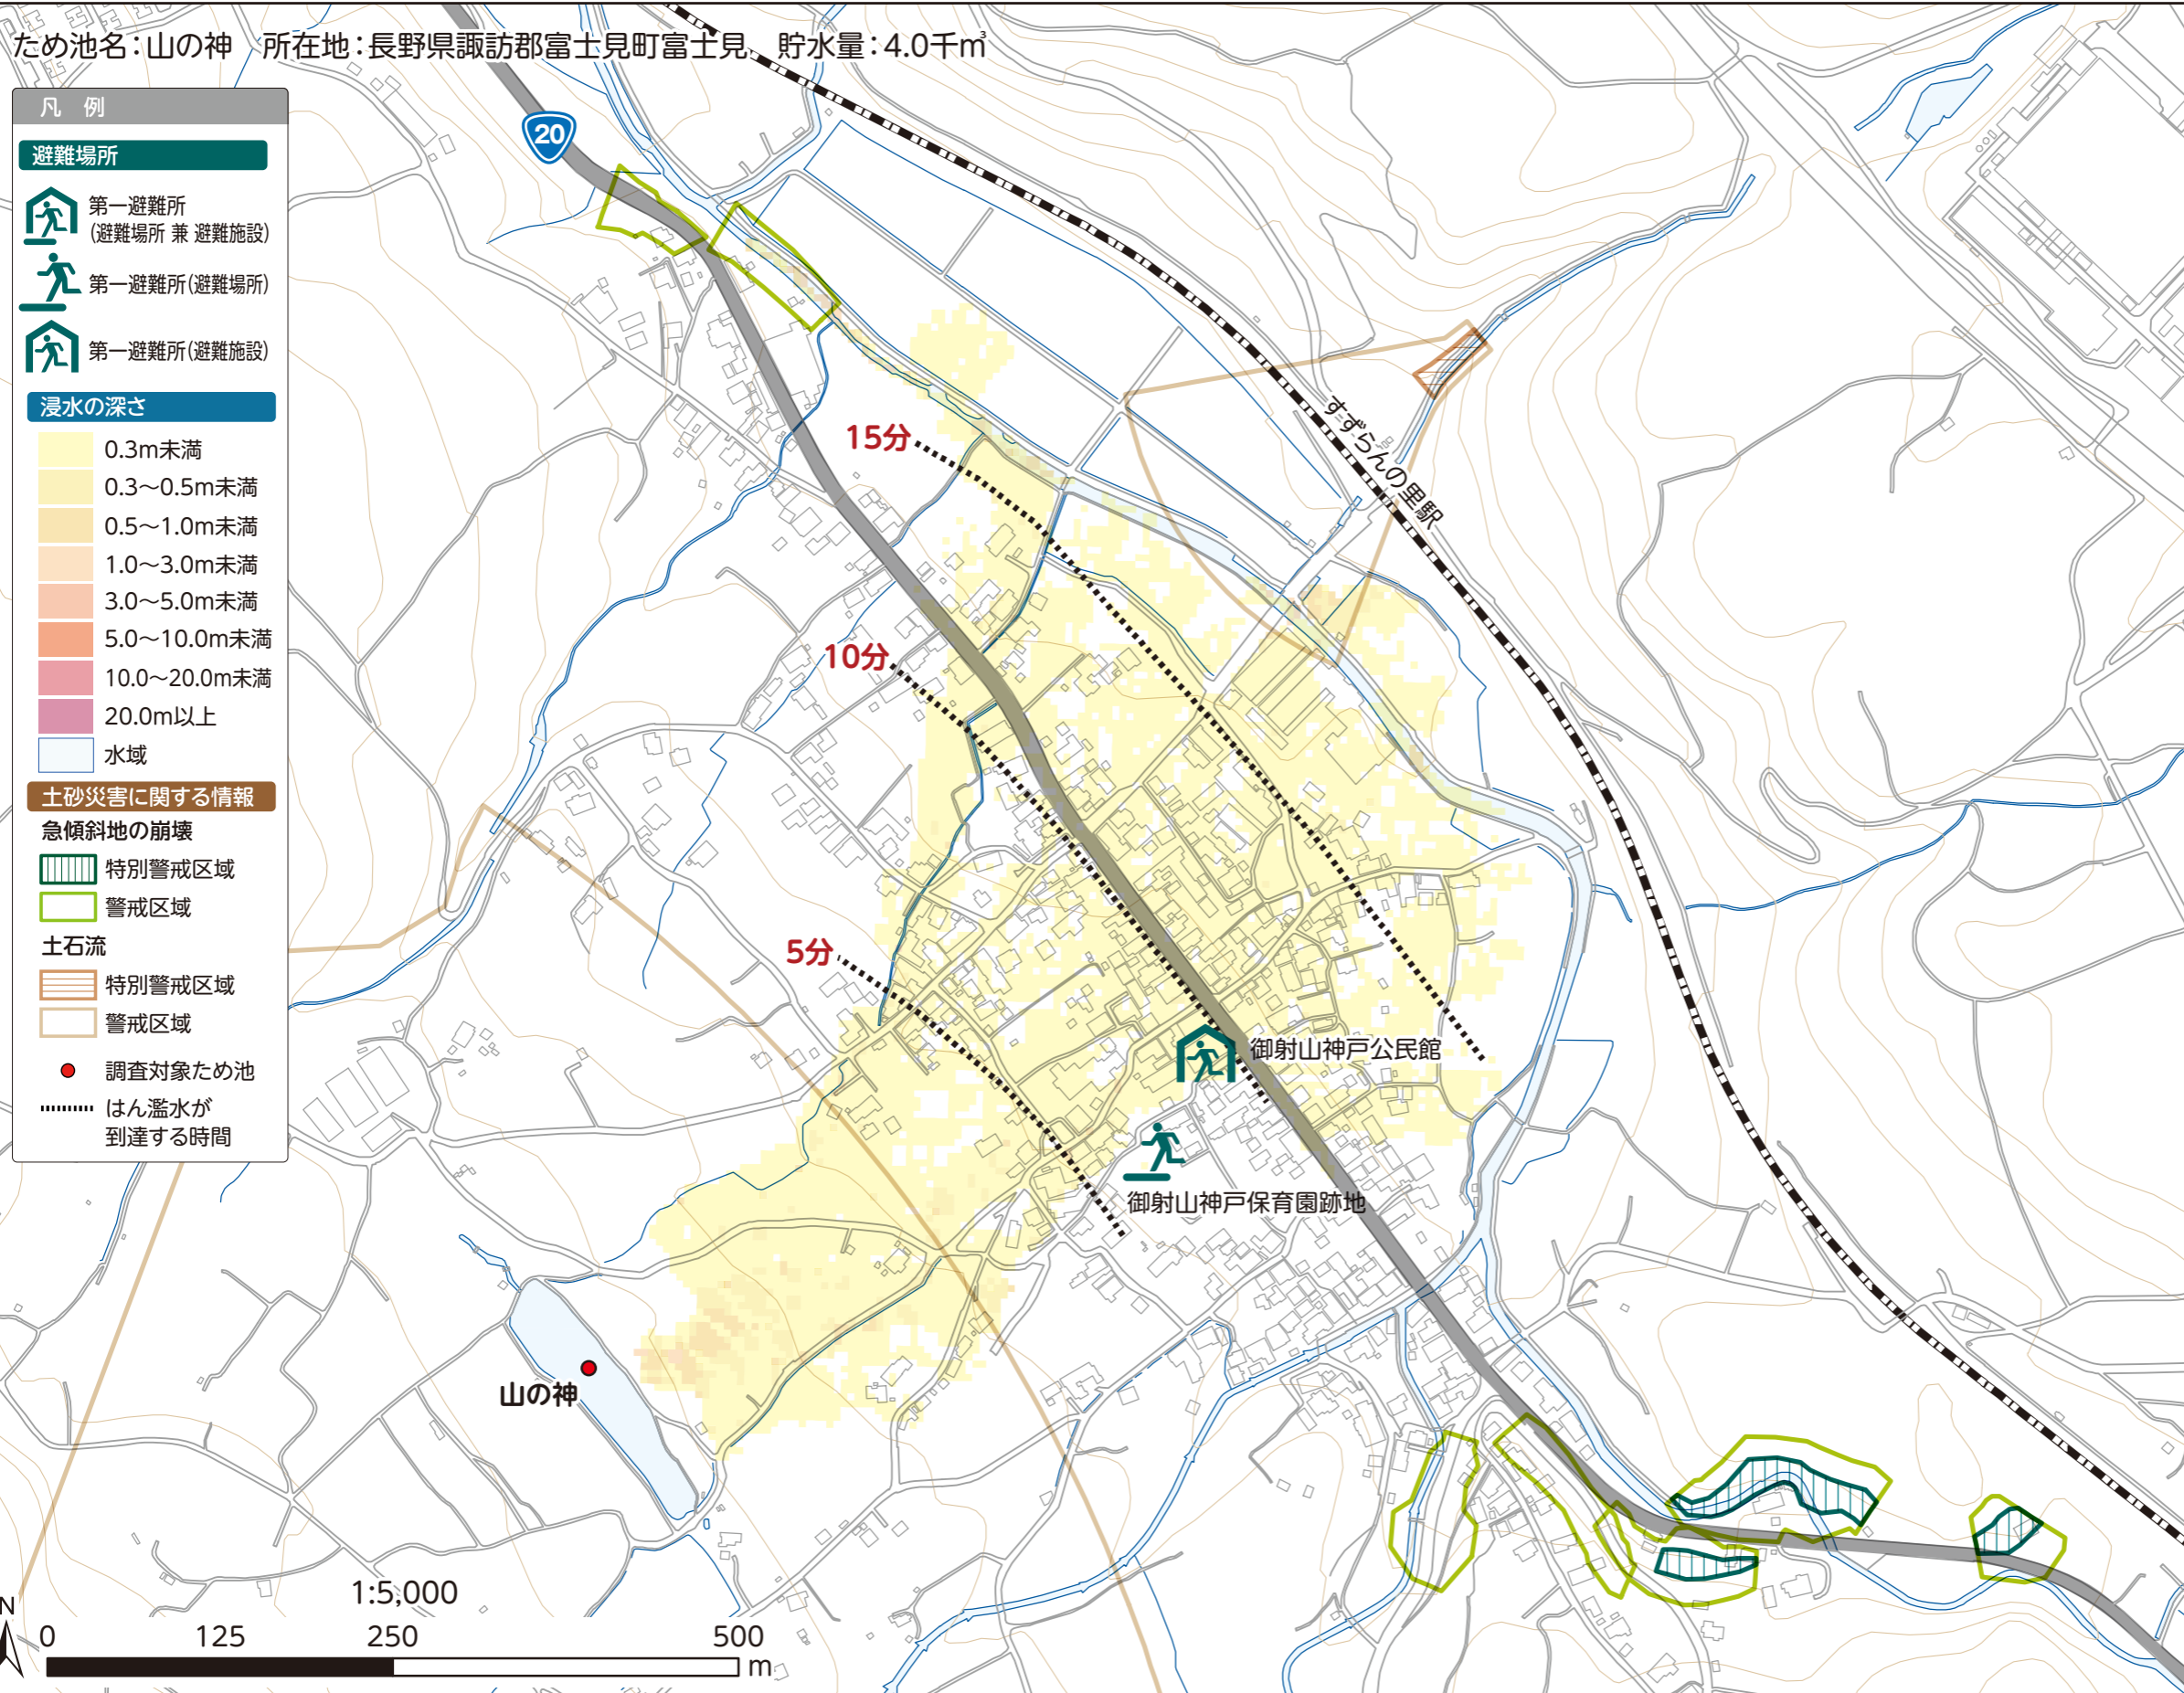 ため池名：山の神　所在地：長野県諏訪郡富士見町富士見　貯水量：4.0千㎥
凡　例
避難場所
第一避難所
(避難場所 兼 避難施設)
第一避難所(避難場所)
第一避難所(避難施設)
浸水の深さ
0.3m未満
0.3〜0.5m未満
0.5〜1.0m未満
1.0〜3.0m未満
3.0〜5.0m未満
5.0〜10.0m未満
10.0〜20.0m未満
20.0m以上
水域
土砂災害に関する情報
急傾斜地の崩壊
特別警戒区域
警戒区域
土石流
特別警戒区域
警戒区域
調査対象ため池
はん濫水が
到達する時間
20
すずらんの里駅
15分
10分
5分
御射山神戸公民館
御射山神戸保育園跡地
山の神
1:5,000
N
0 125 250 500
m